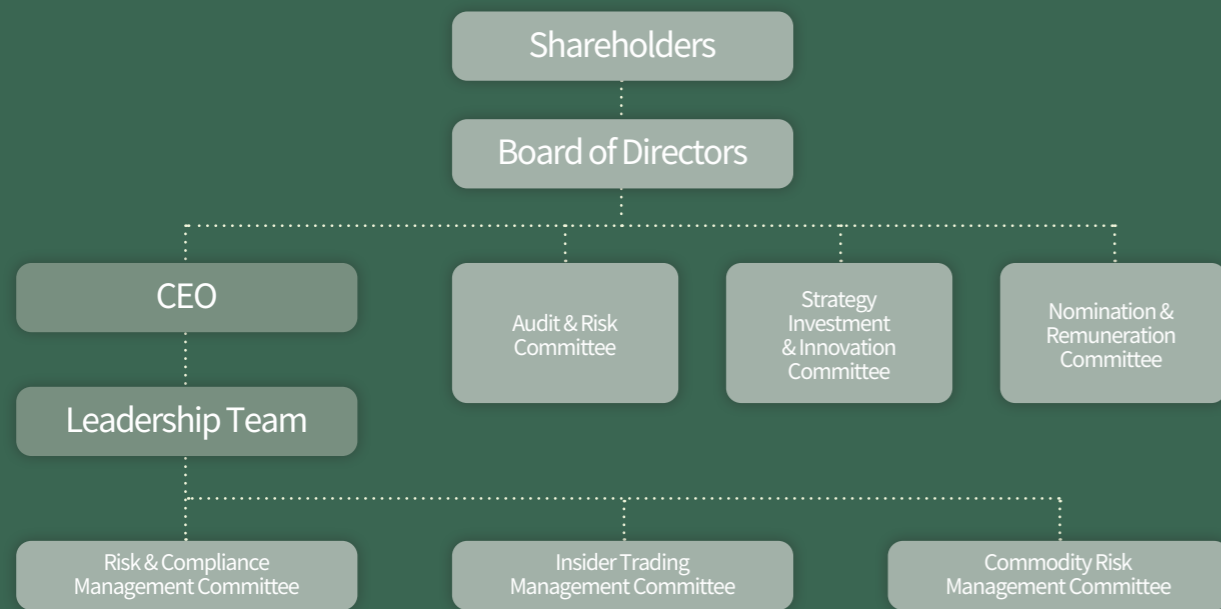 Shareholders
Board of Directors
CEO
Audit & Risk
Committee
Strategy
Investment
& Innovation
Committee
Nomination &
Remuneration
Committee
Leadership Team
Risk & Compliance
Management Committee
Insider Trading
Management Committee
Commodity Risk
Management Committee